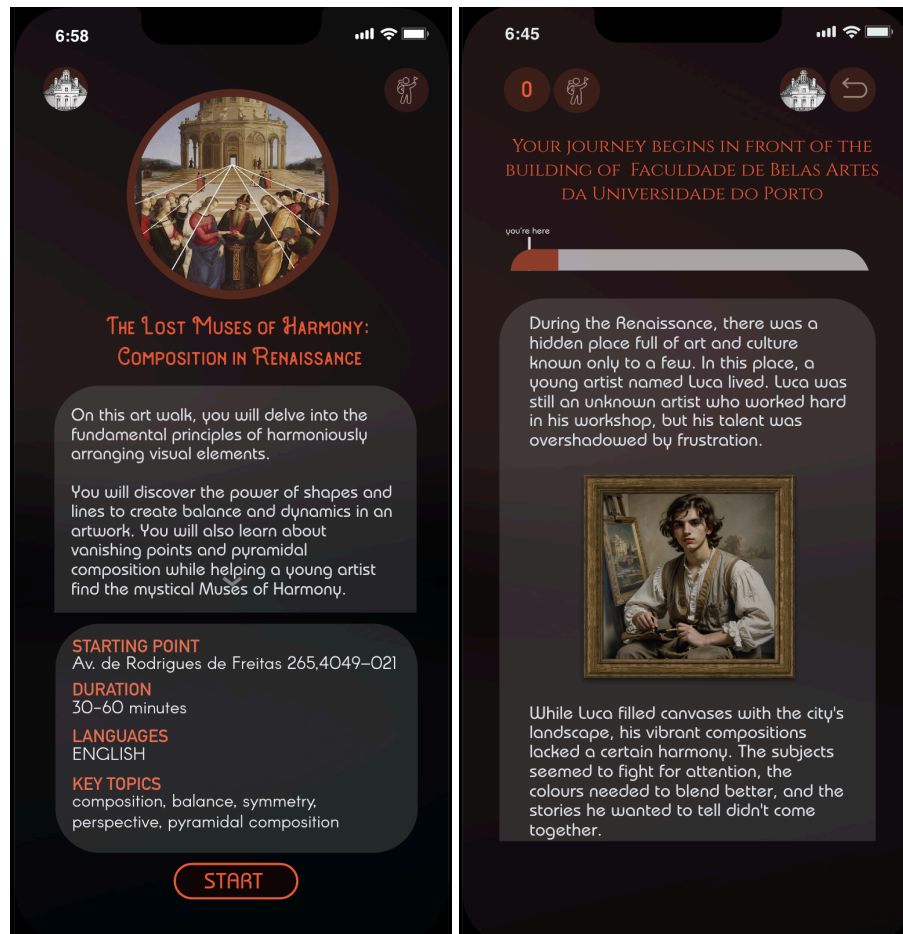 6:58
The Lost Muses of Harmony:
Composition in Renaissance
On this art walk, you will delve into the
fundamental principles of harmoniously
arranging visual elements.
You will discover the power of shapes and
lines to create balance and dynamics in an
artwork. You will also learn about
vanishing points and pyramidal
composition while helping a young artist
find the mystical Muses of Harmony.
STARTING POINT
Av. de Rodrigues de Freitas 265,4049–021
DURATION
30-60 minutes
LANGUAGES
ENGLISH
KEY TOPICS
composition, balance, symmetry,
perspective, pyramidal composition
START
6:45
0
Your journey begins in front of the
building of Faculdade de Belas Artes
da Universidade do Porto
you're here
During the Renaissance, there was a
hidden place full of art and culture
known only to a few. In this place, a
young artist named Luca lived. Luca was
still an unknown artist who worked hard
in his workshop, but his talent was
overshadowed by frustration.
While Luca filled canvases with the city's
landscape, his vibrant compositions
lacked a certain harmony. The subjects
seemed to fight for attention, the
colours needed to blend better, and the
stories he wanted to tell didn't come
together.